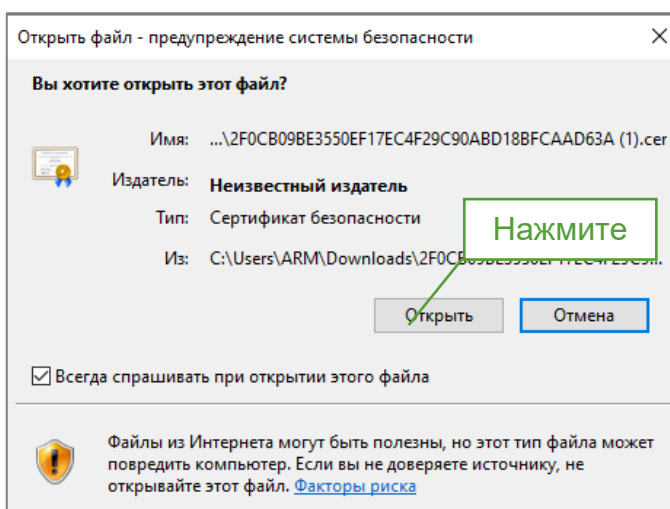 Открыть файл - предупреждение системы безопасности
Вы хотите открыть этот файл?
Имя: ...\2F0CB09BE3550EF17EC4F29C90ABD18BFCAAD63A (1).cer
Издатель: Неизвестный издатель
Тип: Сертификат безопасности
Нажмите
Из: C:\Users\ARM\Downloads\
Открыть Отмена
Всегда спрашивать при открытии этого файла
Файлы из Интернета могут быть полезны, но этот тип файла может
повредить компьютер. Если вы не доверяете источнику, не
открывайте этот файл. Факторы риска